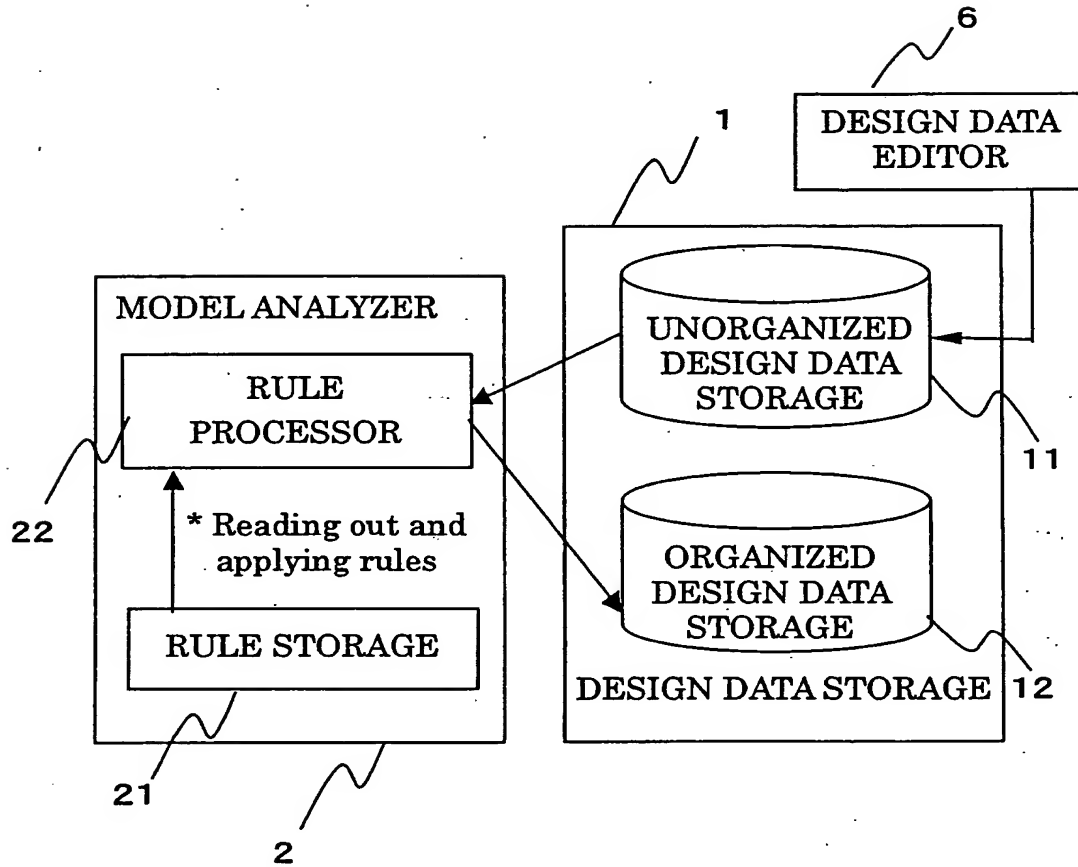 6
DESIGN DATA
EDITOR
1
MODEL ANALYZER
RULE
PROCESSOR
22
* Reading out and
applying rules
RULE STORAGE
21
2
UNORGANIZED
DESIGN DATA
STORAGE
11
ORGANIZED
DESIGN DATA
STORAGE
DESIGN DATA STORAGE
12